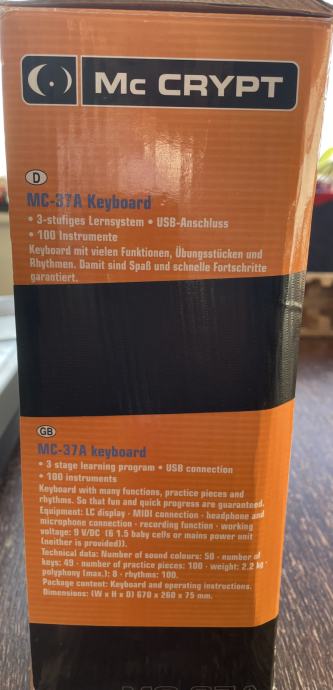 Mc CRYPT
D
MC-37A Keyboard
• 3-stufiges Lernsystem • USB-Anschluss
• 100 Instrumente
Keyboard mit vielen Funktionen, Übungsstücken und
Rhythmen. Damit sind Spaß und schnelle Fortschritte
garantiert.
GB
MC-37A keyboard
• 3 stage learning program • USB connection
• 100 instruments
Keyboard with many functions, practice pieces and
rhythms. So that fun and quick progress are guaranteed.
Equipment: LC display · MIDI connection · headphone and
microphone connection · recording function · working
voltage: 9 V/DC (6 1.5 baby cells or mains power unit
(neither is provided)).
Technical data: Number of sound colours: 50 · number of
keys: 49 · number of practice pieces: 100 · weight: 2.2 kg ·
polyphony (max.): 8 · rhythms: 100.
Package content: Keyboard and operating instructions.
Dimensions: (W x H x D) 670 x 260 x 75 mm.